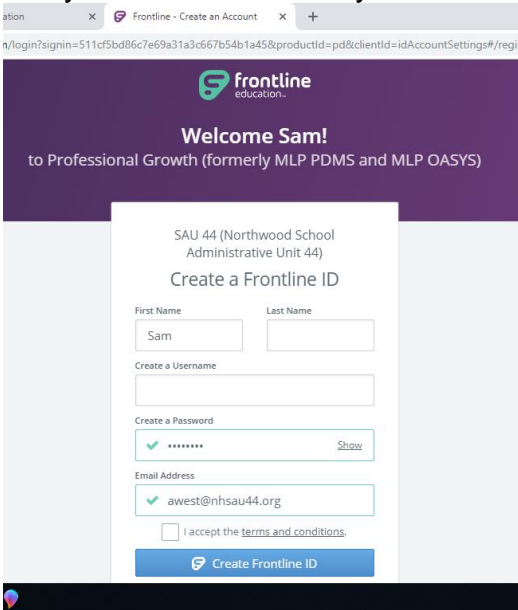 ation
Frontline - Create an Account
n/login?signin=511cf5bd86c7e69a31a3c667b54b1a45&productId=pd&clientId=idAccountSettings#/regi
frontline
education
Welcome Sam!
to Professional Growth (formerly MLP PDMS and MLP OASYS)
SAU 44 (Northwood School
Administrative Unit 44)
Create a Frontline ID
First Name Last Name
Sam
Create a Username
Create a Password
•••••••• Show
Email Address
awest@nhsau44.org
I accept the terms and conditions.
Create Frontline ID